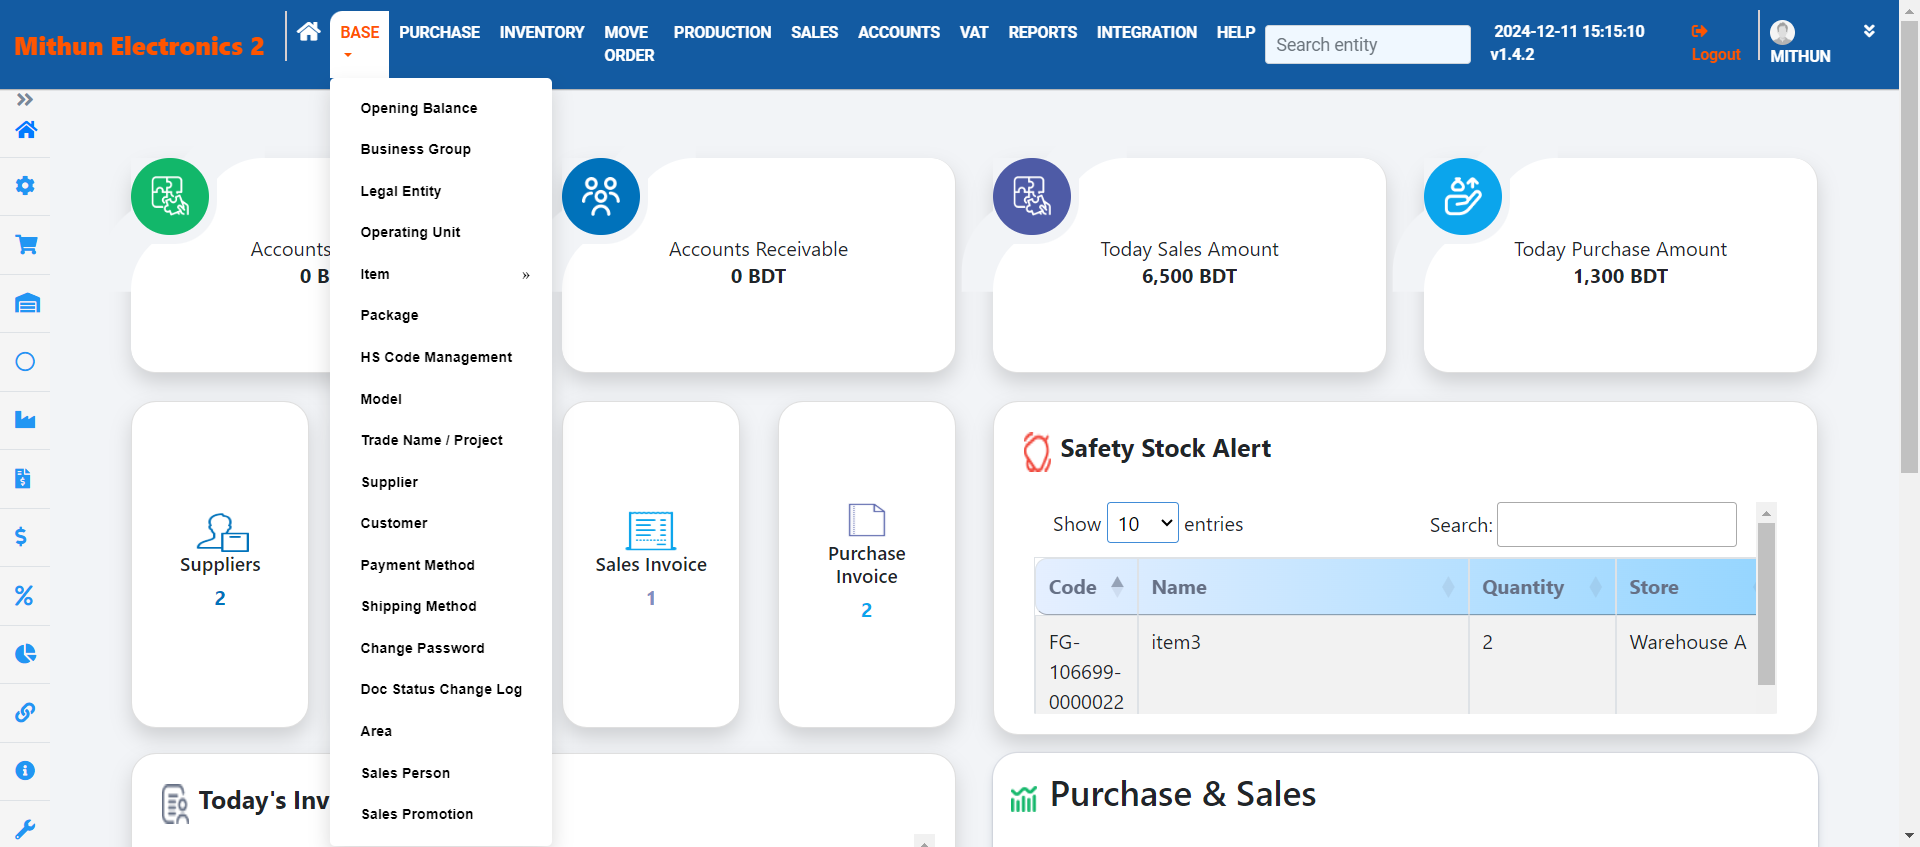 Mithun Electronics 2
BASE
PURCHASE
INVENTORY
MOVE
ORDER
PRODUCTION
SALES
ACCOUNTS
VAT
REPORTS
INTEGRATION
HELP
Search entity
2024-12-11 15:15:10
v1.4.2
Logout
MITHUN
Opening Balance
Business Group
Legal Entity
Operating Unit
Item »
Package
HS Code Management
Model
Trade Name / Project
Supplier
Customer
Payment Method
Shipping Method
Change Password
Doc Status Change Log
Area
Sales Person
Sales Promotion
Accounts
0 B
Accounts Receivable
0 BDT
Today Sales Amount
6,500 BDT
Today Purchase Amount
1,300 BDT
Suppliers
2
Sales Invoice
1
Purchase
Invoice
2
Safety Stock Alert
Show 10 entries
Search:
Code Name Quantity Store
FG-
106699-
0000022
item3
2
Warehouse A
Today's Inv
Purchase & Sales